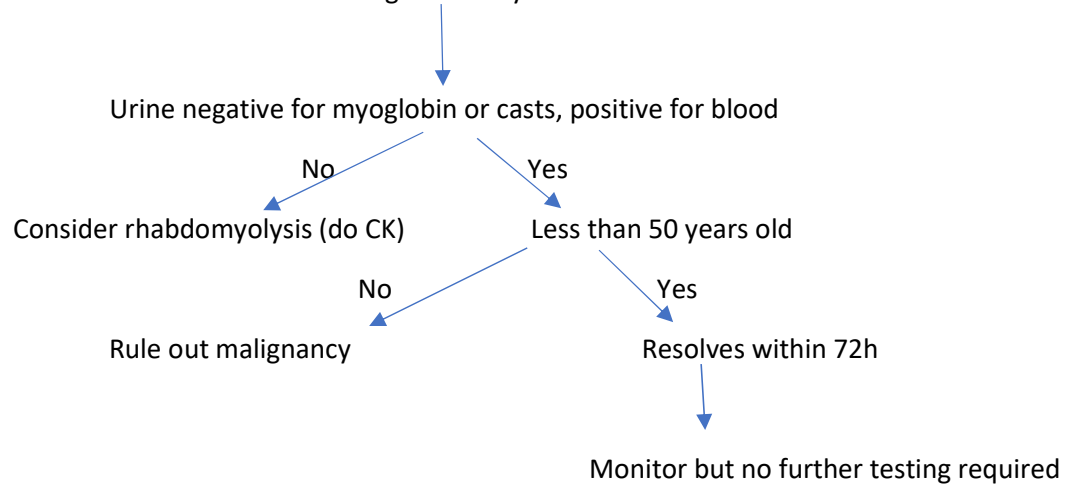 Urine negative for myoglobin or casts, positive for blood
No
Yes
Consider rhabdomyolysis (do CK)
Less than 50 years old
No
Yes
Rule out malignancy
Resolves within 72h
Monitor but no further testing required